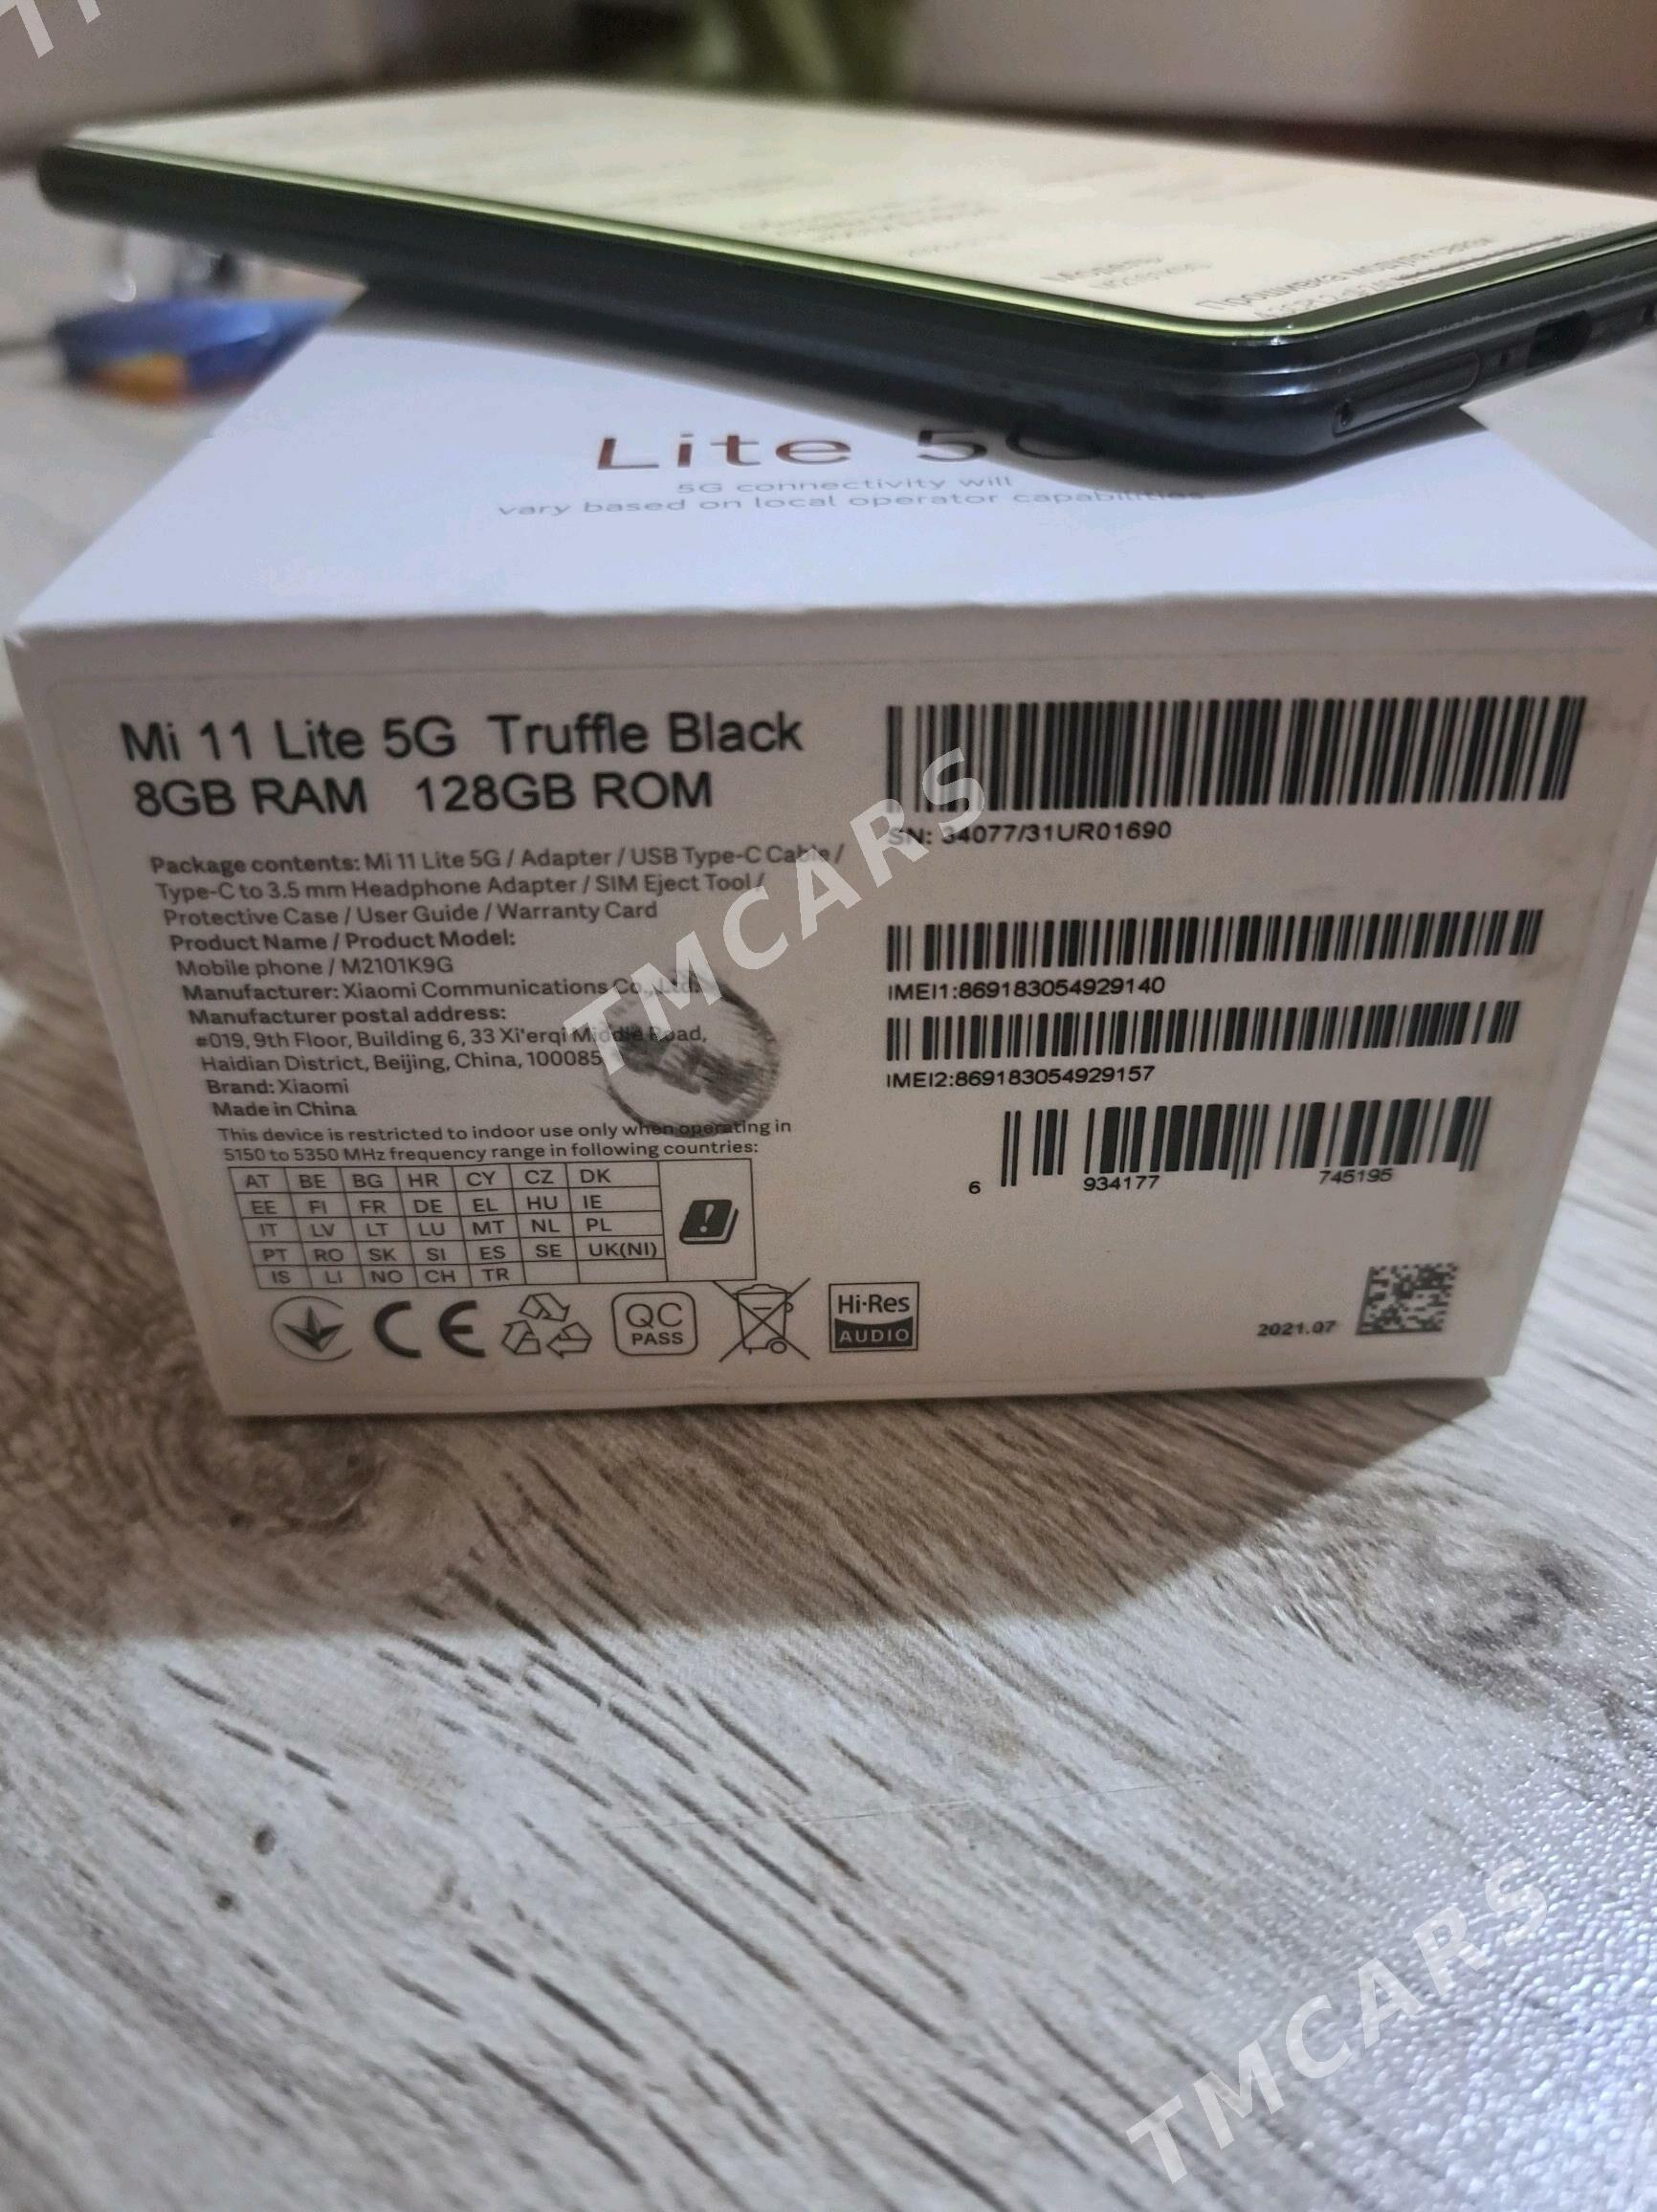 Lite 5G
5G connectivity will
vary based on local operator capabilities
Mi 11 Lite 5G Truffle Black
8GB RAM 128GB ROM
Package contents: Mi 11 Lite 5G / Adapter / USB Type-C Cable /
Type-C to 3.5 mm Headphone Adapter / SIM Eject Tool /
Protective Case / User Guide / Warranty Card
Product Name / Product Model:
Mobile phone / M2101K9G
Manufacturer: Xiaomi Communications Co., Ltd.
Manufacturer postal address:
#019, 9th Floor, Building 6, 33 Xi'erqi Middle Road,
Haidian District, Beijing, China, 100085
Brand: Xiaomi
Made in China
This device is restricted to indoor use only when operating in
5150 to 5350 MHz frequency range in following countries:
AT BE BG HR CY CZ DK
EE FI FR DE EL HU IE
IT LV LT LU MT NL PL
PT RO SK SI ES SE UK(NI)
IS LI NO CH TR
CE
QC
PASS
Hi-Res
AUDIO
SN: 34077/31UR01690
IMEI1:869183054929140
IMEI2:869183054929157
6 934177 745195
2021.07
TMCARS
TMCARS